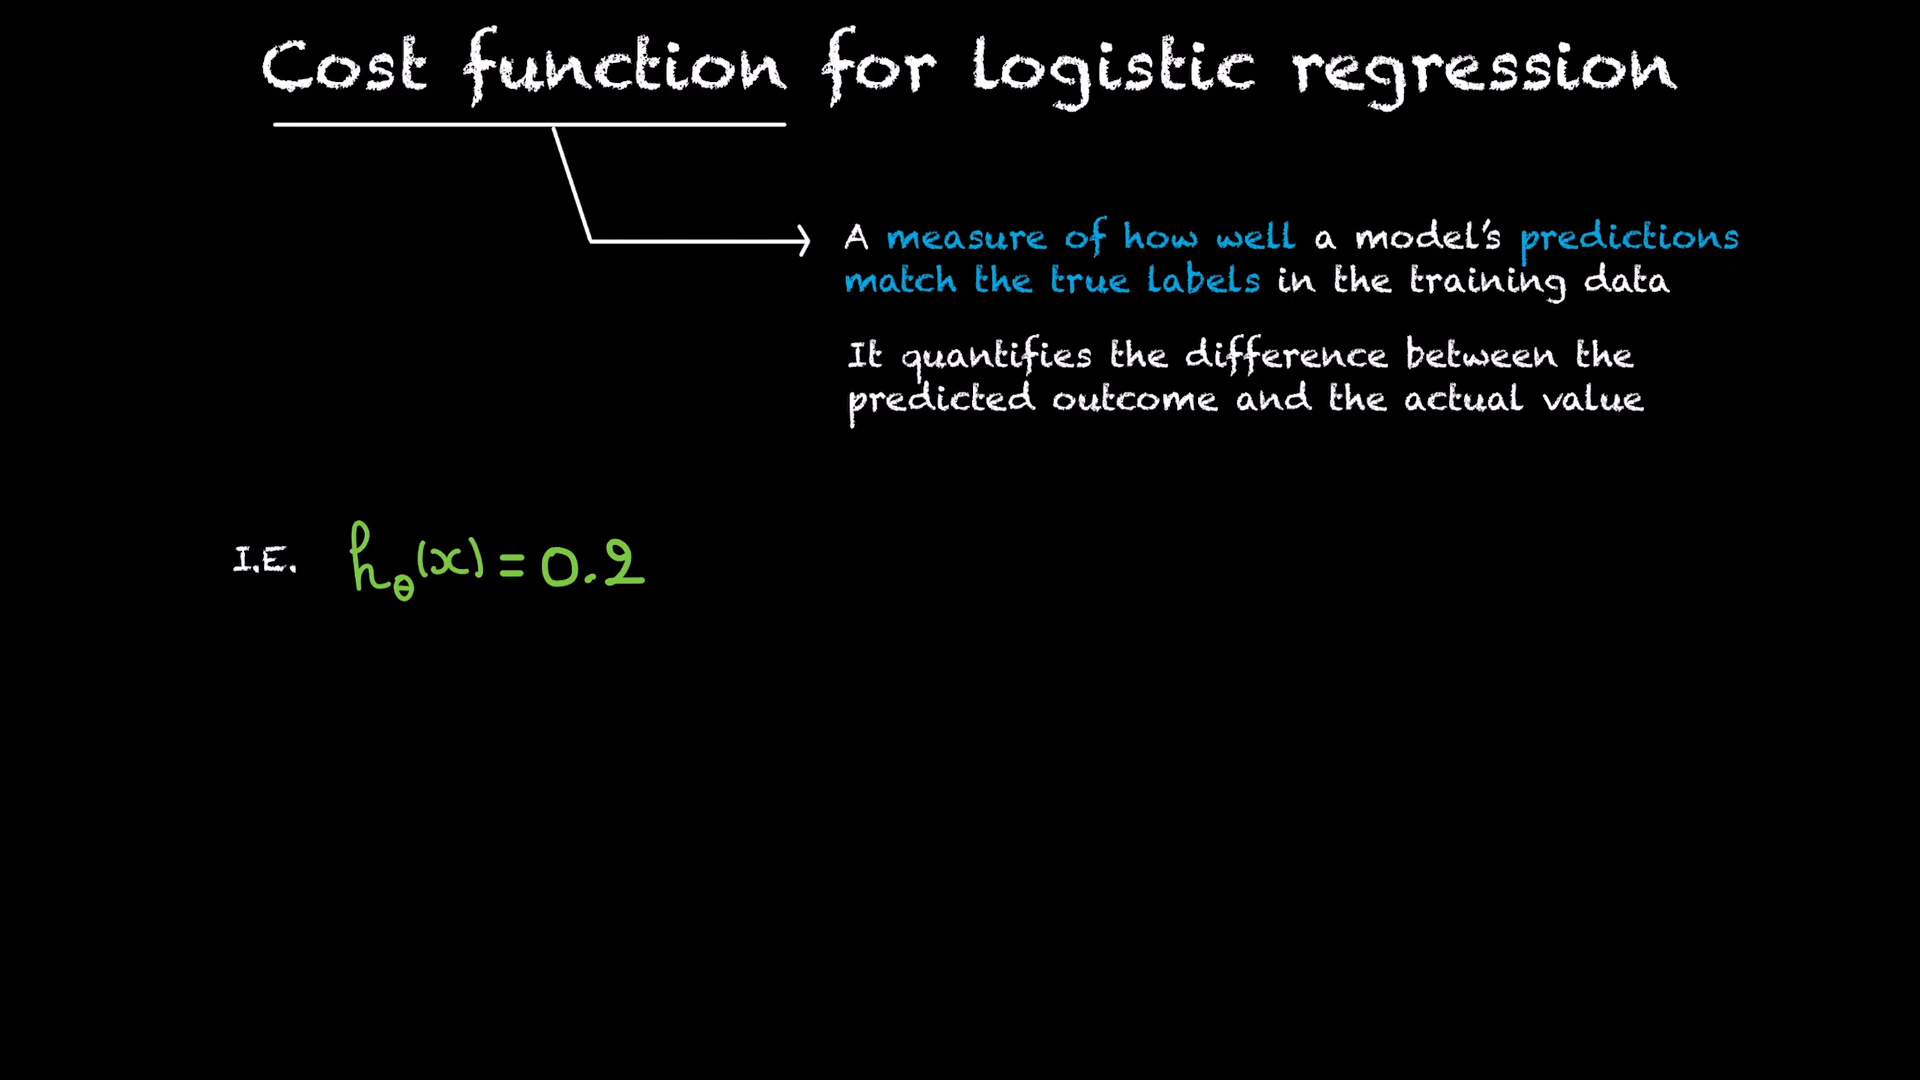 Cost function for logistic regression
A measure of how well a model's predictions
match the true labels in the training data
It quantifies the difference between the
predicted outcome and the actual value
I.E. hθ(x) = 0.2